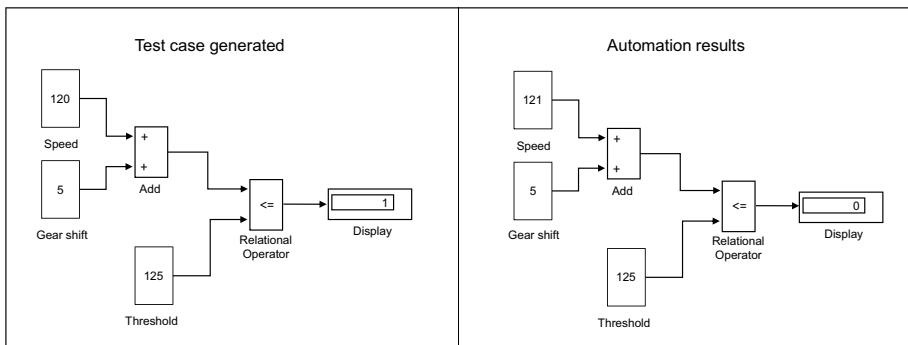 Test case generated
120
Speed
+
+
Add
5
Gear shift
<=
Relational
Operator
1
Display
125
Threshold
Automation results
121
Speed
+
+
Add
5
Gear shift
<=
Relational
Operator
0
Display
125
Threshold